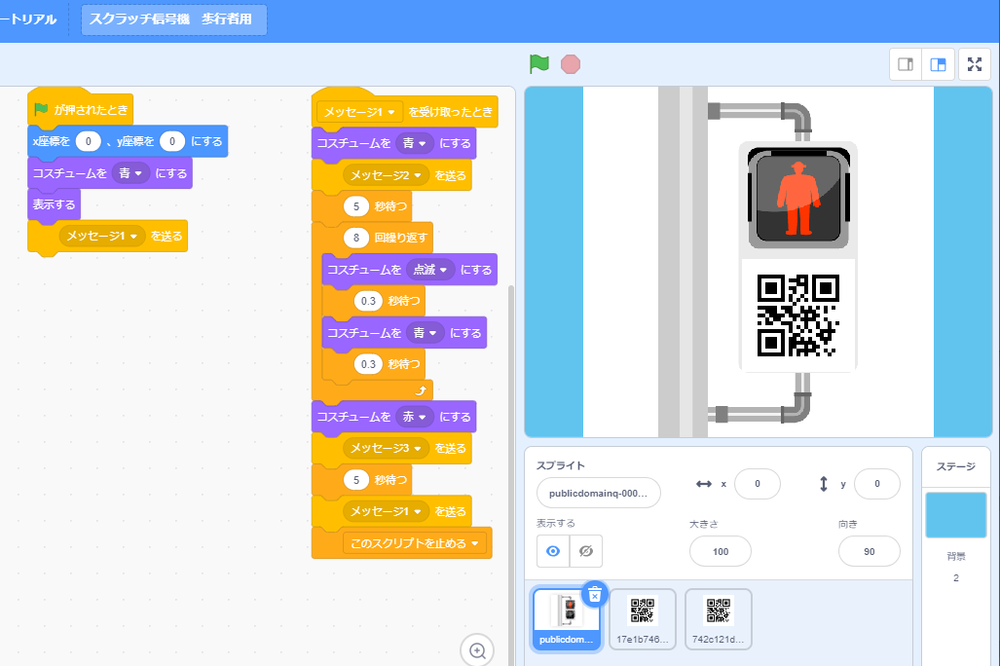 ートリアル
スクラッチ信号機 歩行者用
が押されたとき
x座標を 0 、y座標を 0 にする
コスチュームを 青 にする
表示する
メッセージ1 を送る
メッセージ1 を受け取ったとき
コスチュームを 青 にする
メッセージ2 を送る
5 秒待つ
8 回繰り返す
コスチュームを 点滅 にする
0.3 秒待つ
コスチュームを 青 にする
0.3 秒待つ
コスチュームを 赤 にする
メッセージ3 を送る
5 秒待つ
メッセージ1 を送る
このスクリプトを止める
スプライト
publicdomainq-000...
x 0
y 0
表示する
大きさ
100
向き
90
publicdom...
17e1b746...
742c121d...
ステージ
背景
2